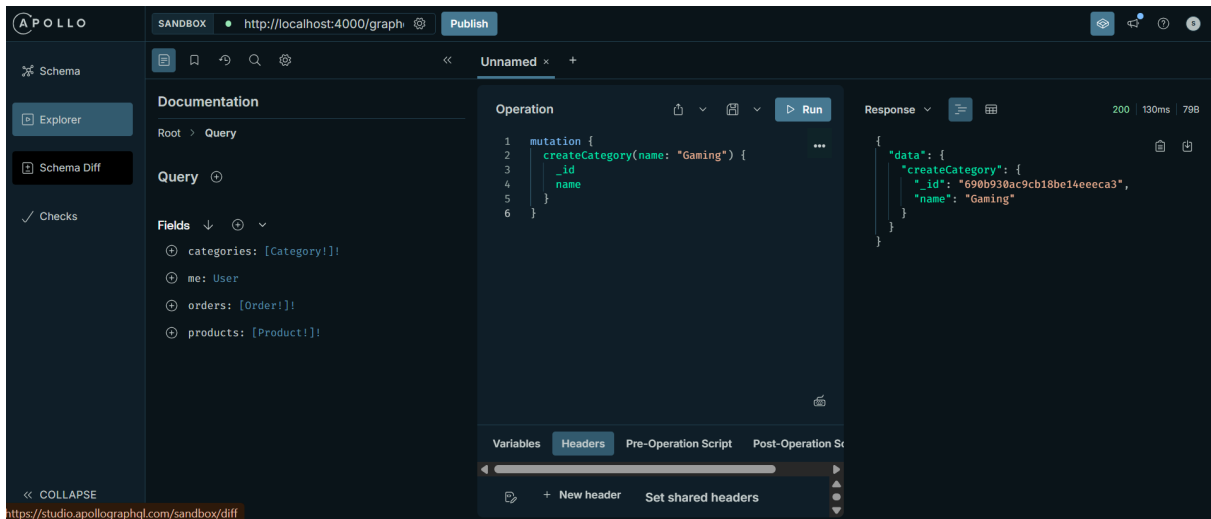 APOLLO
SANDBOX http://localhost:4000/graph Publish
S
Schema
Explorer
Schema Diff
Checks
COLLAPSE
https://studio.apollographql.com/sandbox/diff
Documentation
Root > Query
Query
Fields
categories: [Category!]!
me: User
orders: [Order!]!
products: [Product!]!
Unnamed × +
Operation
Run
1 mutation {
2 createCategory(name: "Gaming") {
3 _id
4 name
5 }
6 }
Variables Headers Pre-Operation Script Post-Operation Sc
+ New header Set shared headers
Response 200 130ms 79B
{
"data": {
"createCategory": {
"_id": "690b930ac9cb18be14eeeca3",
"name": "Gaming"
}
}
}